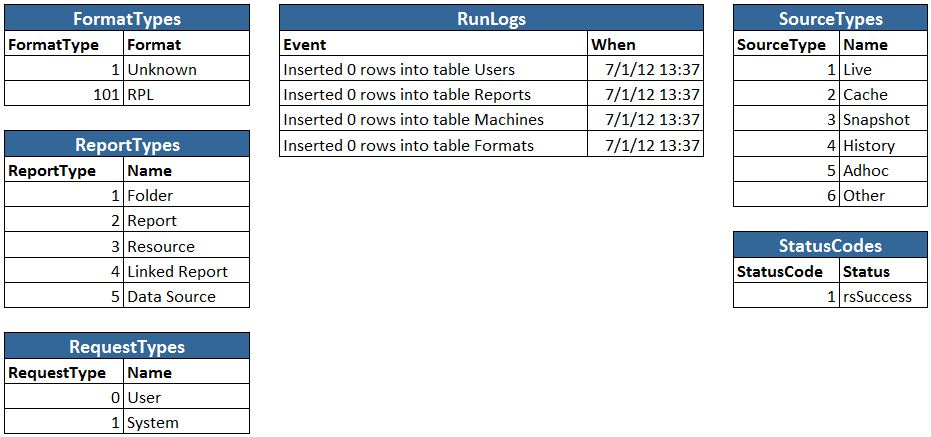 FormatTypes
FormatType Format
1 Unknown
101 RPL
ReportTypes
ReportType Name
1 Folder
2 Report
3 Resource
4 Linked Report
5 Data Source
RequestTypes
RequestType Name
0 User
1 System
RunLogs
Event When
Inserted 0 rows into table Users 7/1/12 13:37
Inserted 0 rows into table Reports 7/1/12 13:37
Inserted 0 rows into table Machines 7/1/12 13:37
Inserted 0 rows into table Formats 7/1/12 13:37
SourceTypes
SourceType Name
1 Live
2 Cache
3 Snapshot
4 History
5 Adhoc
6 Other
StatusCodes
StatusCode Status
1 rsSuccess